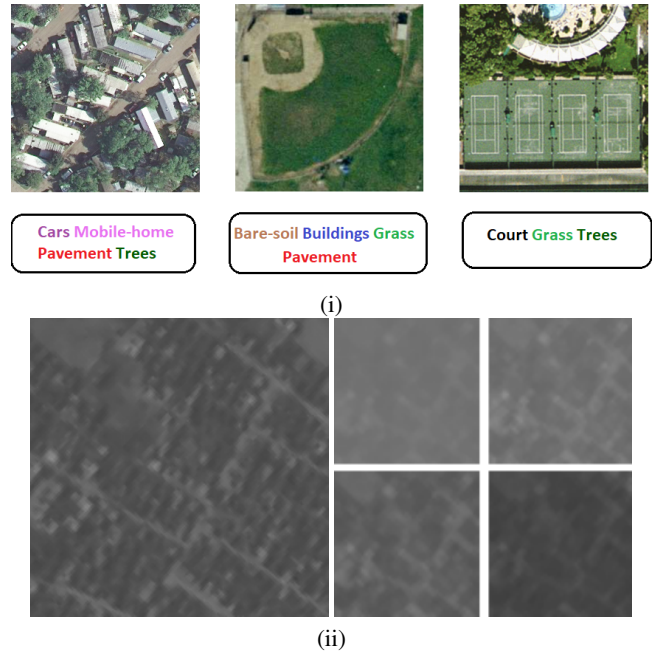 Cars Mobile-home
Pavement Trees
Bare-soil Buildings Grass
Pavement
Court Grass Trees
(i)
(ii)